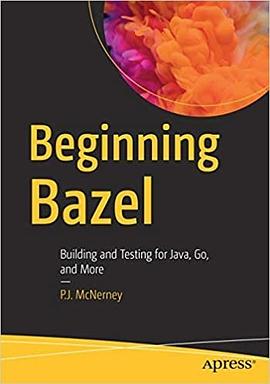 Beginning
Bazel
Building and Testing for Java, Go,
and More
—
P.J. McNerney
Apress®